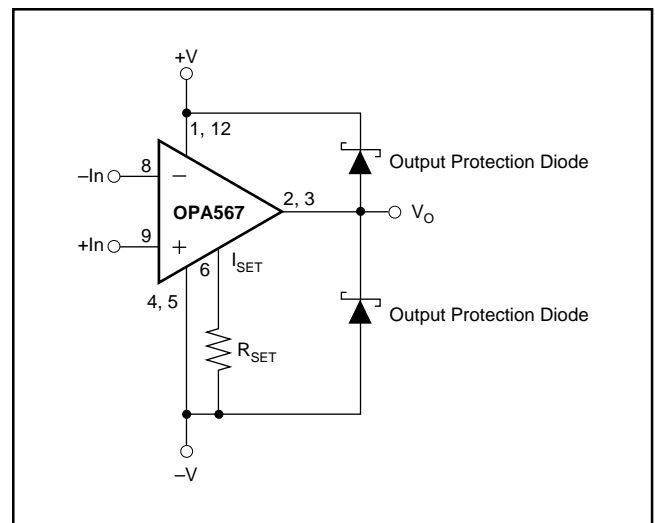 +V
1, 12
Output Protection Diode
–In
8
–
2, 3
OPA567
V_O
+In
9
+
6
I_SET
4, 5
Output Protection Diode
R_SET
–V